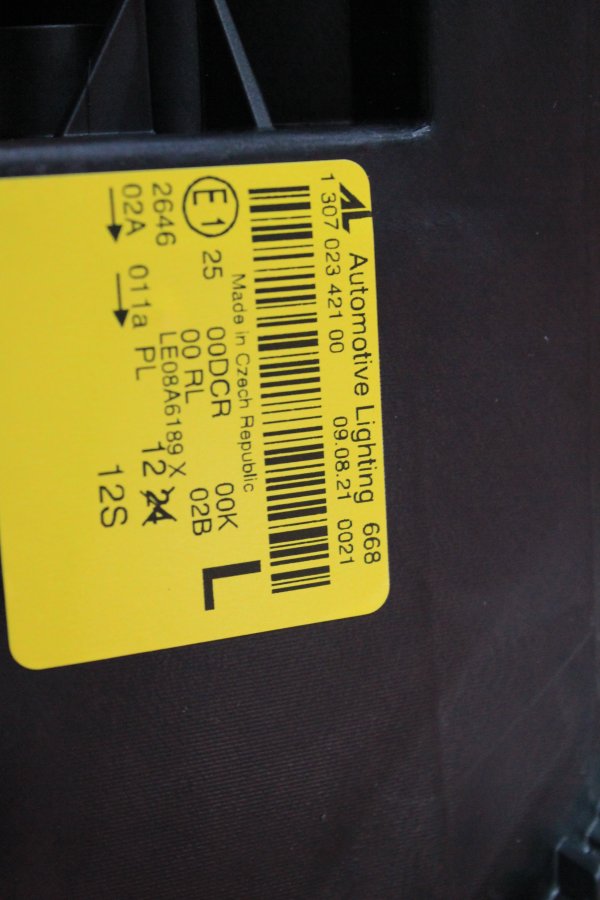 AL Automotive Lighting 668
1 307 023 421 00 09.08.21 0021
Made in Czech Republic
E1 25 00DCR 00K
00 RL 02B
L
LE08A6189 X
2646 PL 12 24
02A 011a 12S